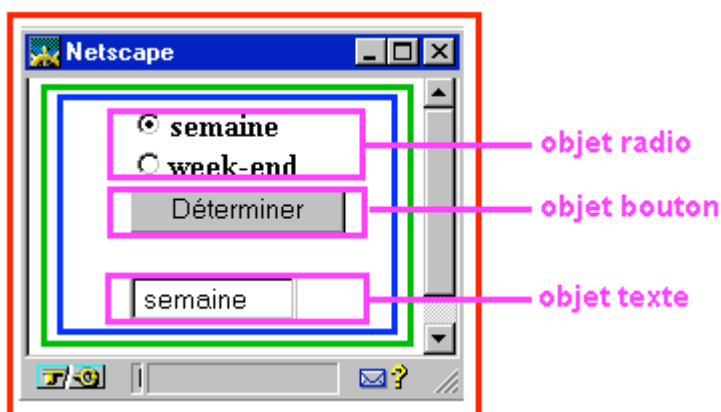 Netscape
semaine
objet radio
week-end
Déterminer
objet bouton
semaine
objet texte